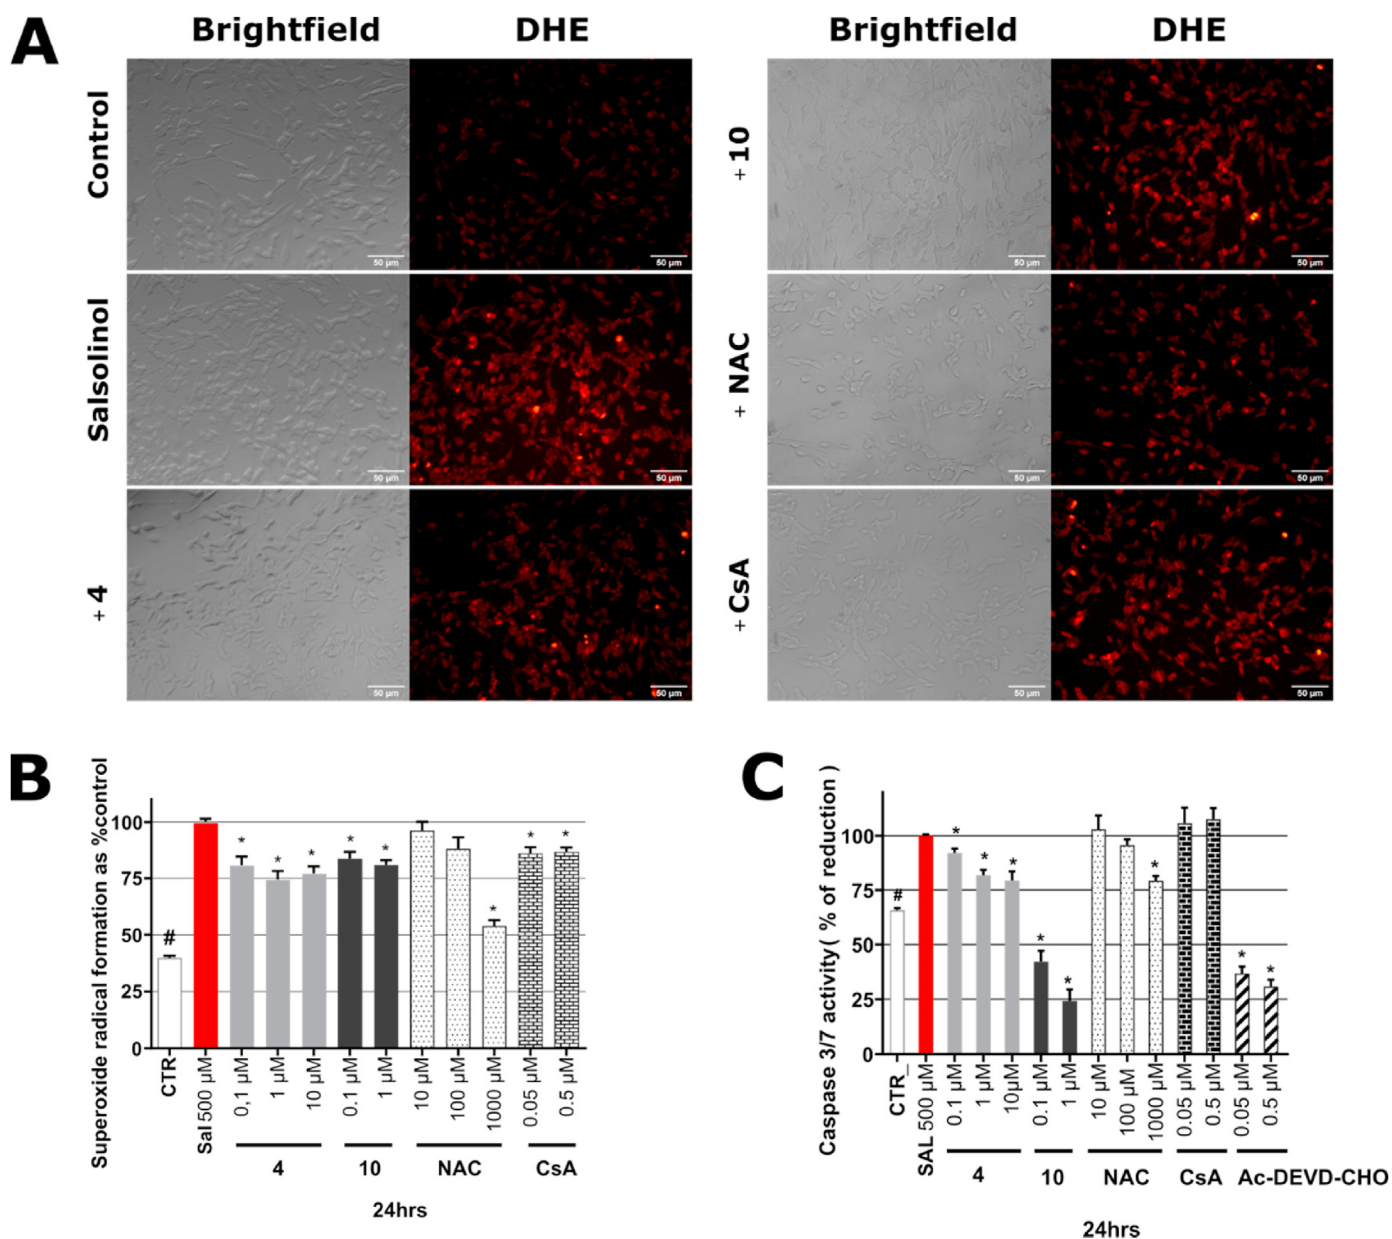 A
Brightfield DHE Brightfield DHE
Control
50 µm
50 µm
+ 10
50 µm
50 µm
Salsolinol
50 µm
50 µm
+ NAC
50 µm
50 µm
+ 4
50 µm
50 µm
+ CsA
50 µm
50 µm
B
Superoxide radical formation as %control
100
75
50
25
0
#
* * * * * * * *
CTR
Sal 500 µM
0,1 µM
1 µM
10 µM
0.1 µM
1 µM
10 µM
100 µM
1000 µM
0.05 µM
0.5 µM
4 10 NAC CsA
24hrs
C
Caspase 3/7 activity( % of reduction )
100
75
50
25
0
#
* * * * * * * *
CTR_
SAL 500 µM
0.1 µM
1 µM
10µM
0.1 µM
1 µM
10 µM
100 µM
1000 µM
0.05 µM
0.5 µM
0.05 µM
0.5 µM
4 10 NAC CsA Ac-DEVD-CHO
24hrs